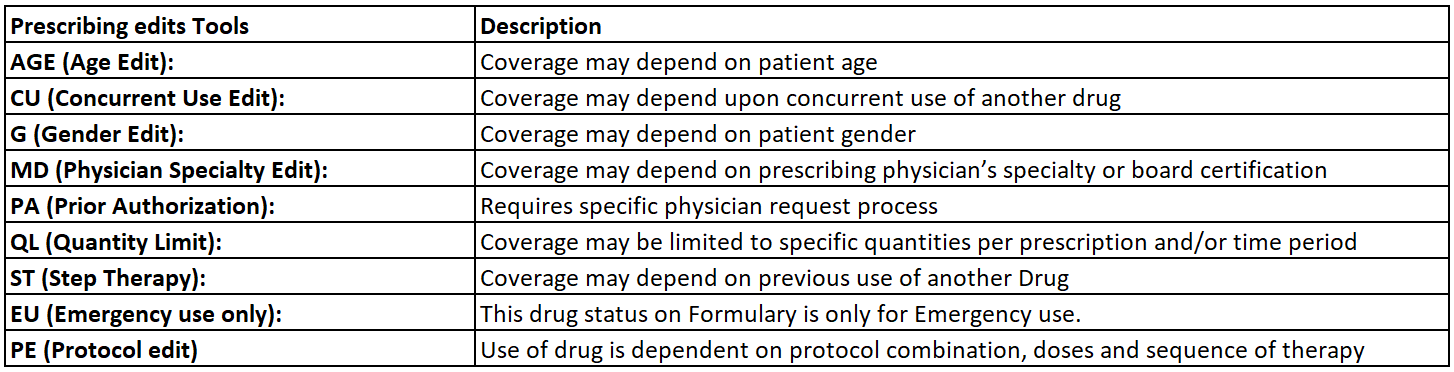 Prescribing edits Tools Description
AGE (Age Edit): Coverage may depend on patient age
CU (Concurrent Use Edit): Coverage may depend upon concurrent use of another drug
G (Gender Edit): Coverage may depend on patient gender
MD (Physician Specialty Edit): Coverage may depend on prescribing physician’s specialty or board certification
PA (Prior Authorization): Requires specific physician request process
QL (Quantity Limit): Coverage may be limited to specific quantities per prescription and/or time period
ST (Step Therapy): Coverage may depend on previous use of another Drug
EU (Emergency use only): This drug status on Formulary is only for Emergency use.
PE (Protocol edit) Use of drug is dependent on protocol combination, doses and sequence of therapy